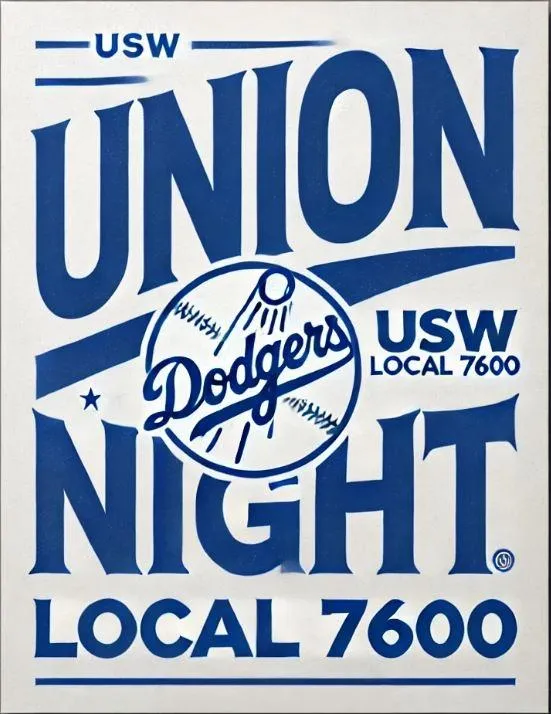 USW
UNION
Dodgers
USW
LOCAL 7600
NIGHT
LOCAL 7600